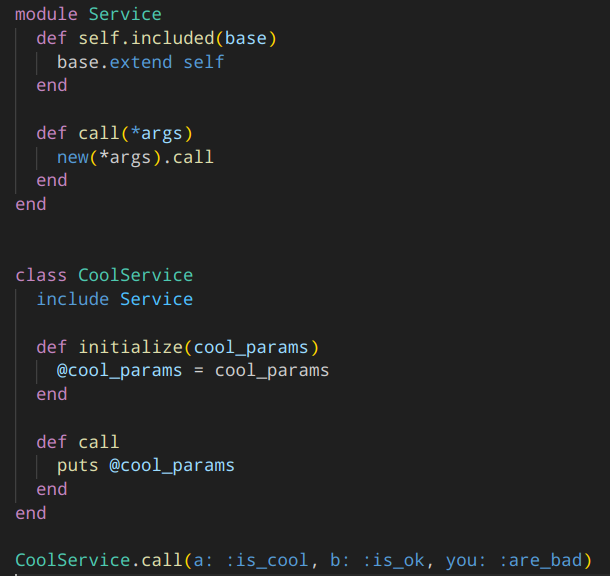 module Service
  def self.included(base)
    base.extend self
  end

  def call(*args)
    new(*args).call
  end
end


class CoolService
  include Service

  def initialize(cool_params)
    @cool_params = cool_params
  end

  def call
    puts @cool_params
  end
end

CoolService.call(a: :is_cool, b: :is_ok, you: :are_bad)